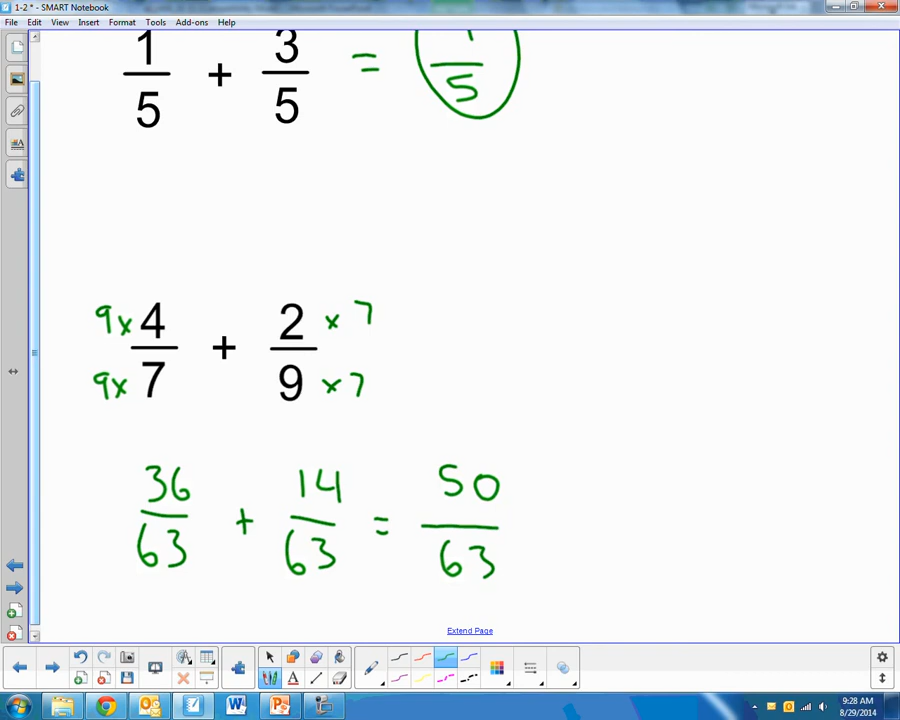 1-2 * - SMART Notebook
File Edit View Insert Format Tools Add-ons Help
1/5 + 3/5 = /5
9x 4/7 + 2/9 x 7
9x x 7
36/63 + 14/63 = 50/63
Extend Page
9:28 AM
8/29/2014